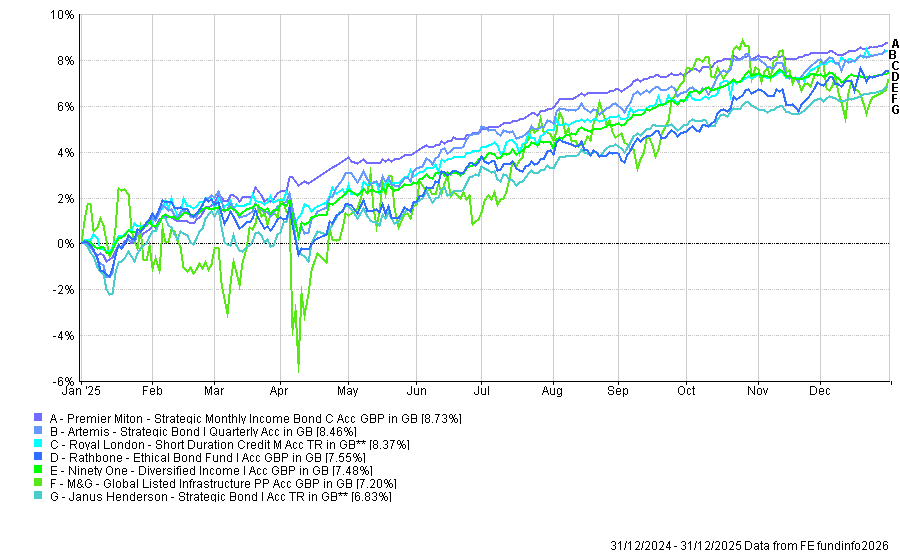 10%
8%
6%
4%
2%
0%
-2%
-4%
-6%
A
B
C
D
E
F
G
Jan '25 Feb Mar Apr May Jun Jul Aug Sep Oct Nov Dec
A - Premier Miton - Strategic Monthly Income Bond C Acc GBP in GB [8.73%]
B - Artemis - Strategic Bond I Quarterly Acc in GB [8.46%]
C - Royal London - Short Duration Credit M Acc TR in GB** [8.37%]
D - Rathbone - Ethical Bond Fund I Acc GBP in GB [7.55%]
E - Ninety One - Diversified Income I Acc GBP in GB [7.48%]
F - M&G - Global Listed Infrastructure PP Acc GBP in GB [7.20%]
G - Janus Henderson - Strategic Bond I Acc TR in GB** [6.83%]
31/12/2024 - 31/12/2025 Data from FE fundinfo2026